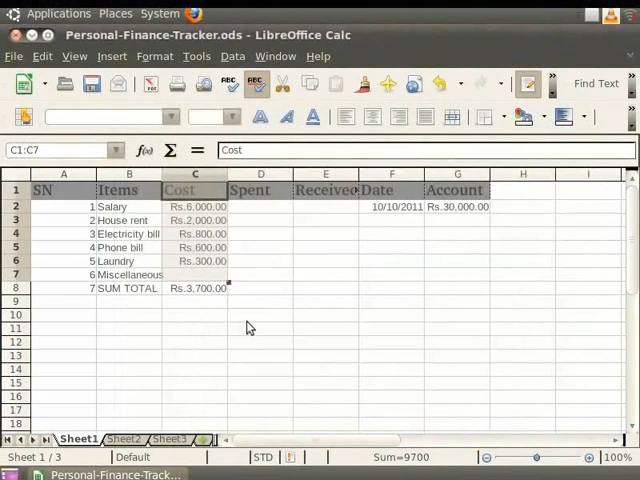 Applications Places System
Personal-Finance-Tracker.ods - LibreOffice Calc
File Edit View Insert Format Tools Data Window Help
ABC ABC Find Text
A A A
C1:C7 f(x) Σ = Cost
A B C D E F G H I
1 SN Items Cost Spent Received Date Account
2 1 Salary Rs.6,000.00 10/10/2011 Rs.30,000.00
3 2 House rent Rs.2,000.00
4 3 Electricity bill Rs.800.00
5 4 Phone bill Rs.600.00
6 5 Laundry Rs.300.00
7 6 Miscellaneous
8 7 SUM TOTAL Rs.3,700.00
9
10
11
12
13
14
15
16
17
18
Sheet1 Sheet2 Sheet3
Sheet 1 / 3 Default STD Sum=9700 100%
Personal-Finance-Track...